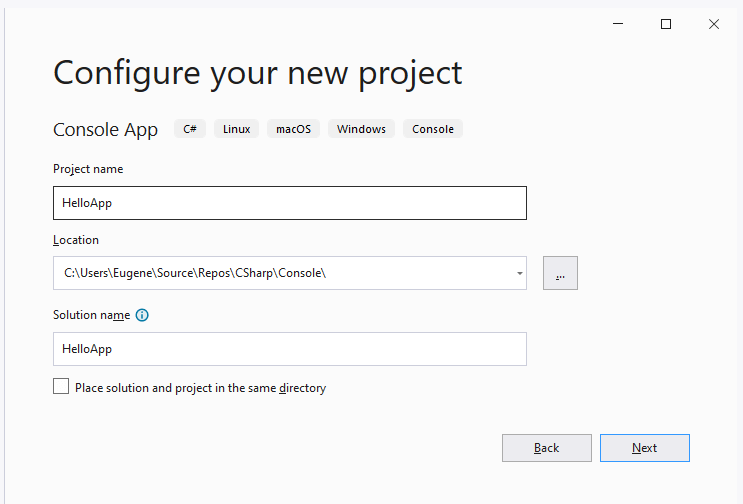 Configure your new project
Console App C# Linux macOS Windows Console
Project name
HelloApp
Location
C:\Users\Eugene\Source\Repos\CSharp\Console\
...
Solution name
HelloApp
Place solution and project in the same directory
Back Next